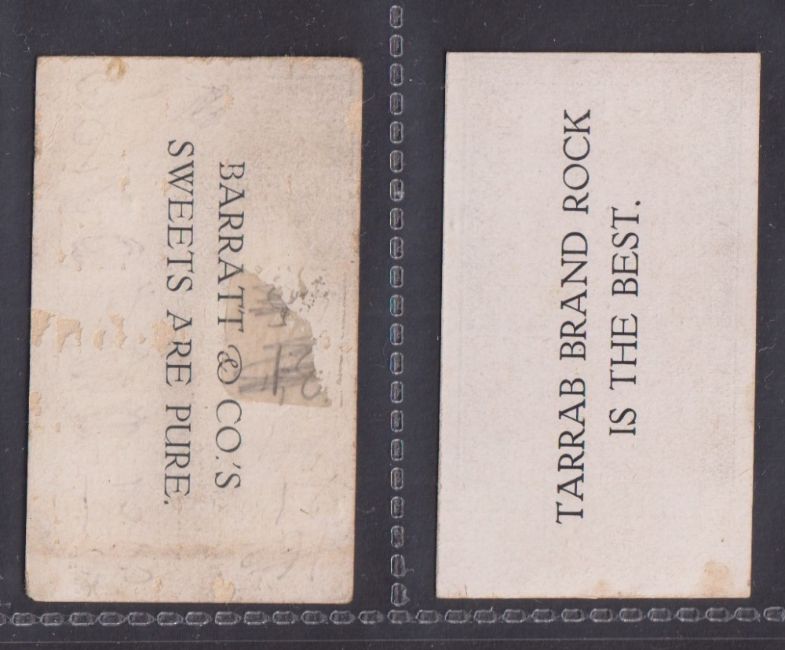 BARRATT & CO.'S
SWEETS ARE PURE.
TARRAB BRAND ROCK
IS THE BEST.